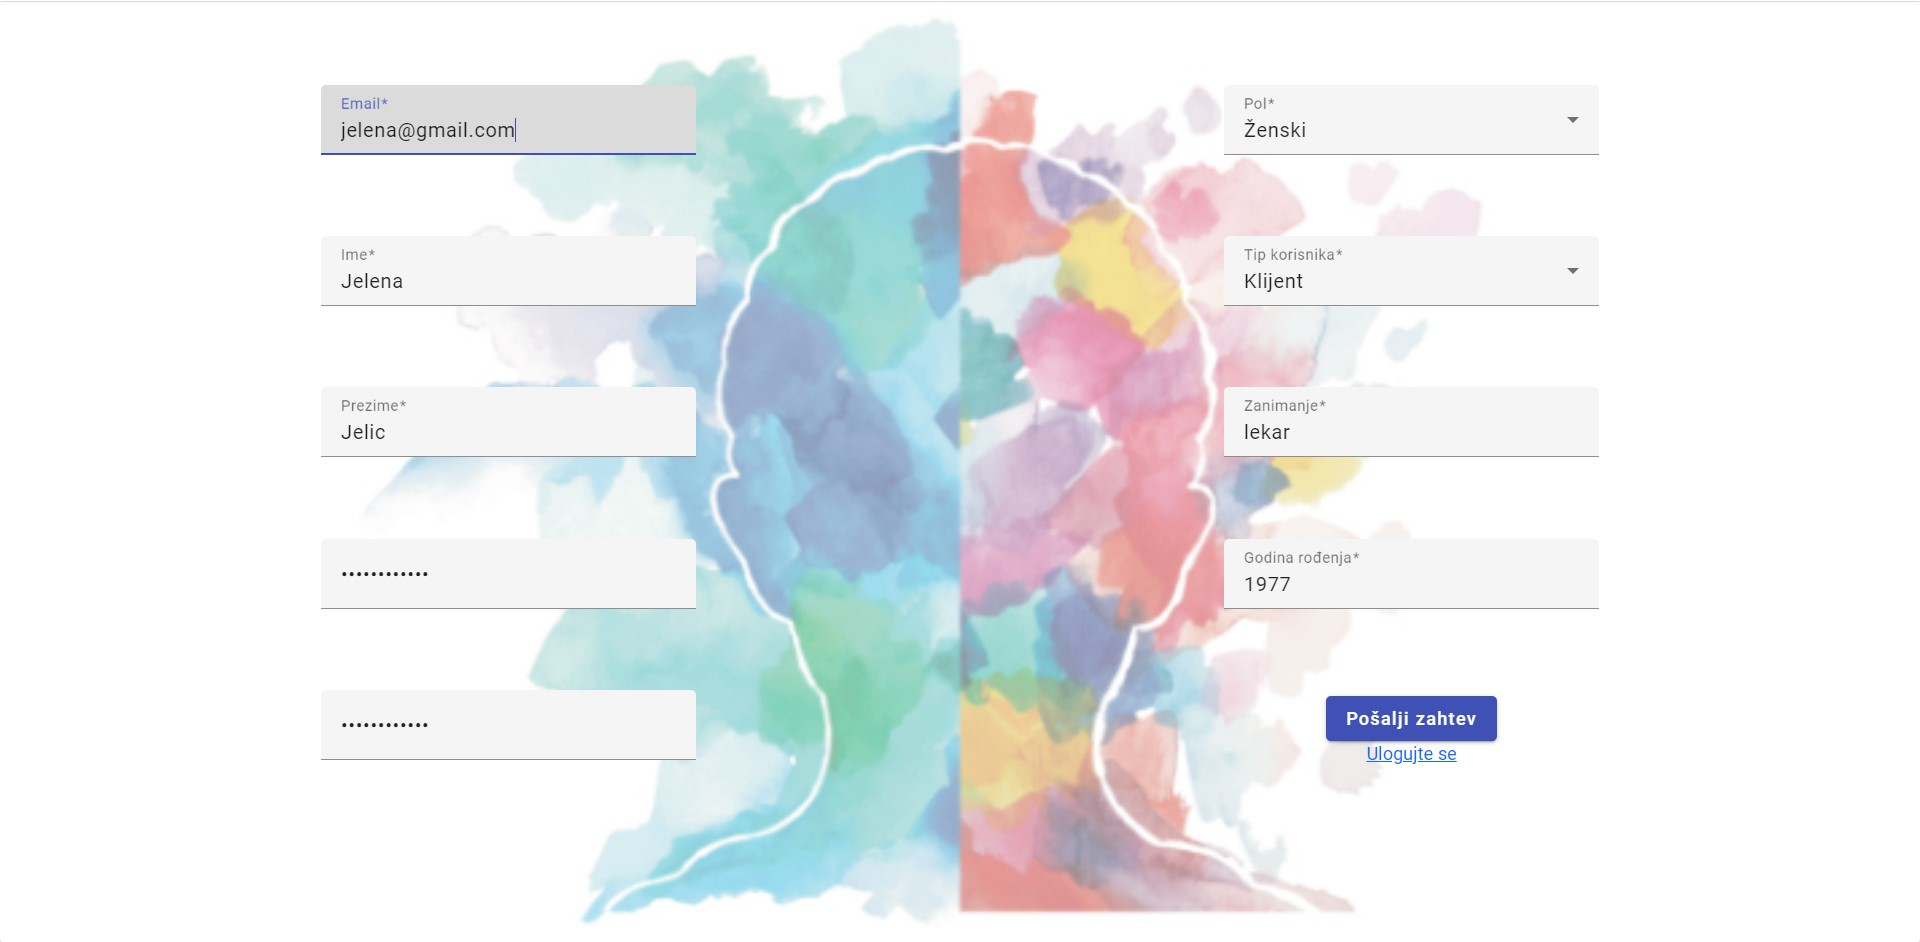 Email*
jelena@gmail.com
Ime*
Jelena
Prezime*
Jelic
••••••••••••
••••••••••••
Pol*
Ženski
Tip korisnika*
Klijent
Zanimanje*
lekar
Godina rođenja*
1977
Pošalji zahtev
Ulogujte se